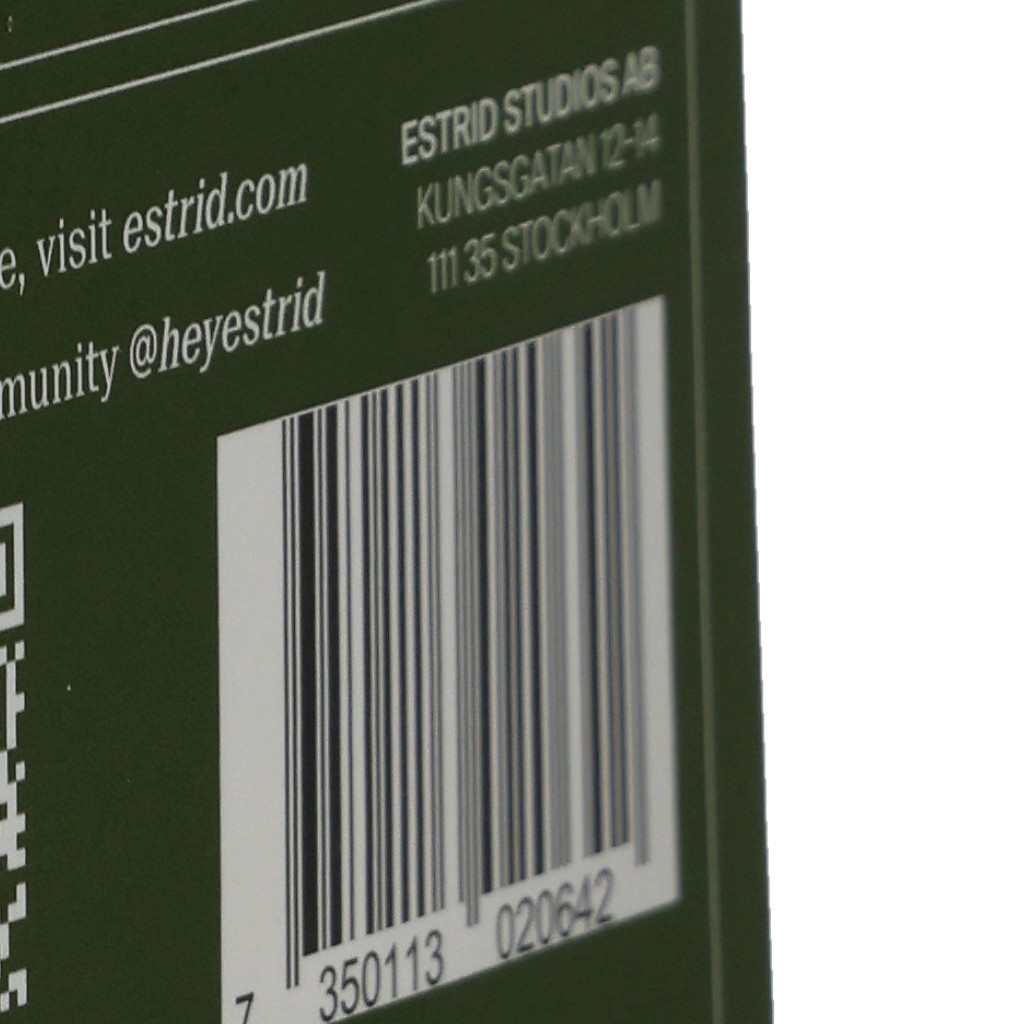 e, visit estrid.com
munity @heyestrid
ESTRID STUDIOS AB
KUNGSGATAN 12-14
111 35 STOCKHOLM
7 350113 020642